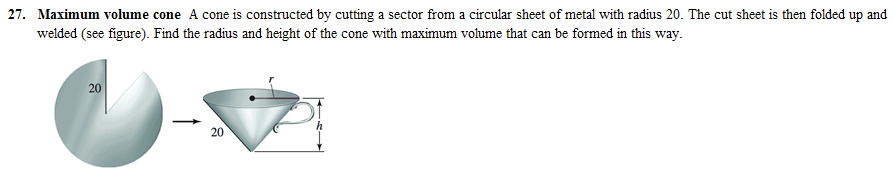 27. Maximum volume cone A cone is constructed by cutting a sector from a circular sheet of metal with radius 20. The cut sheet is then folded up and
welded (see figure). Find the radius and height of the cone with maximum volume that can be formed in this way.
r
20
20
h